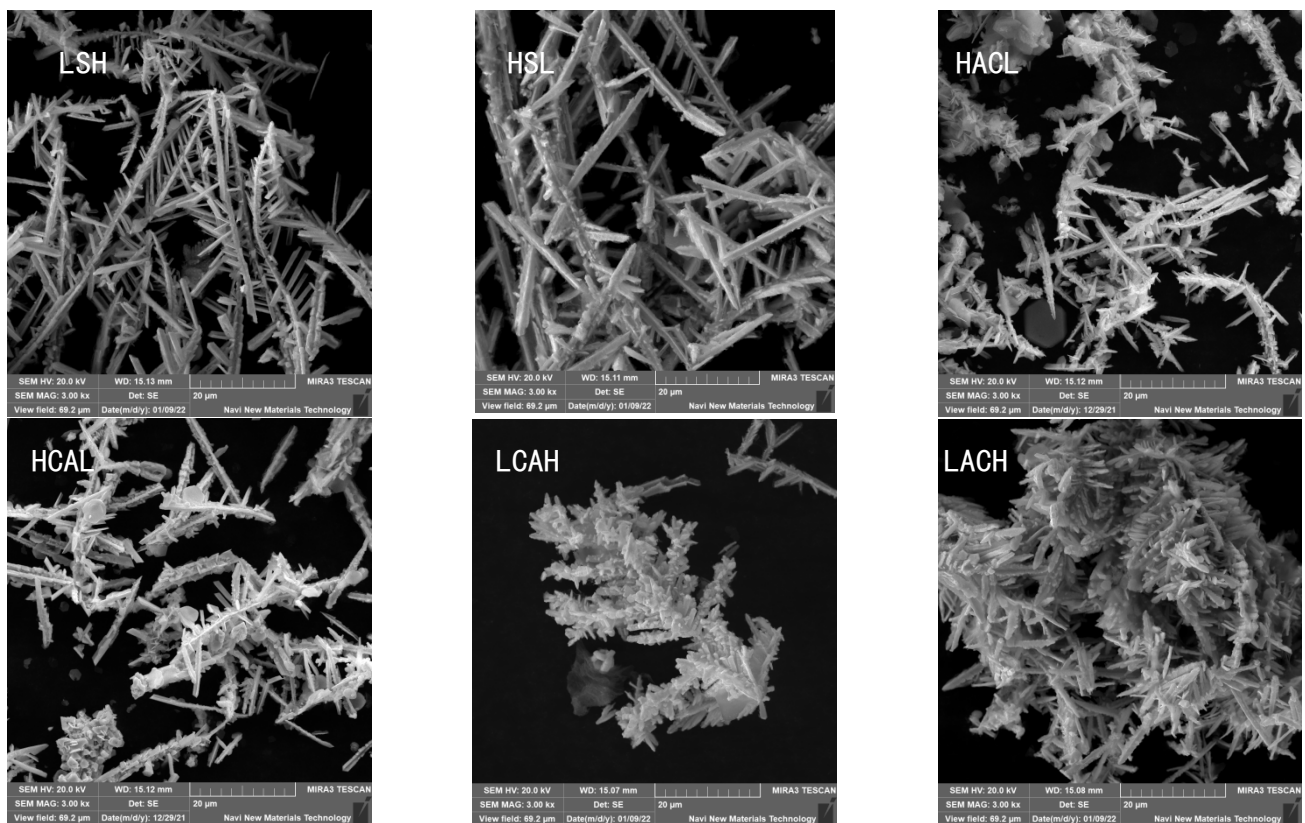 LSH
SEM HV: 20.0 kV WD: 15.13 mm MIRA3 TESCAN
SEM MAG: 3.00 kx Det: SE 20 µm
View field: 69.2 µm Date(m/d/y): 01/09/22 Navi New Materials Technology
HSL
SEM HV: 20.0 kV WD: 15.11 mm MIRA3 TESCAN
SEM MAG: 3.00 kx Det: SE 20 µm
View field: 69.2 µm Date(m/d/y): 01/09/22 Navi New Materials Technology
HACL
SEM HV: 20.0 kV WD: 15.12 mm MIRA3 TESCAN
SEM MAG: 3.00 kx Det: SE 20 µm
View field: 69.2 µm Date(m/d/y): 12/29/21 Navi New Materials Technology
HCAL
SEM HV: 20.0 kV WD: 15.12 mm MIRA3 TESCAN
SEM MAG: 3.00 kx Det: SE 20 µm
View field: 69.2 µm Date(m/d/y): 12/29/21 Navi New Materials Technology
LCAH
SEM HV: 20.0 kV WD: 15.07 mm MIRA3 TESCAN
SEM MAG: 3.00 kx Det: SE 20 µm
View field: 69.2 µm Date(m/d/y): 01/09/22 Navi New Materials Technology
LACH
SEM HV: 20.0 kV WD: 15.08 mm MIRA3 TESCAN
SEM MAG: 3.00 kx Det: SE 20 µm
View field: 69.2 µm Date(m/d/y): 01/09/22 Navi New Materials Technology